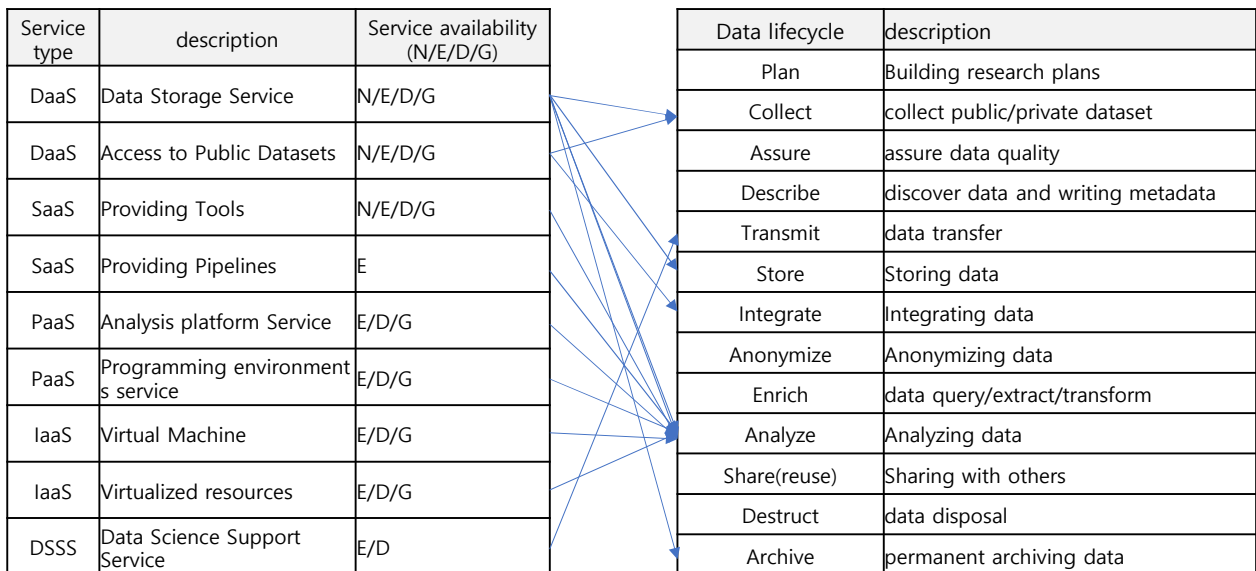 Service type description Service availability (N/E/D/G)
DaaS Data Storage Service N/E/D/G
DaaS Access to Public Datasets N/E/D/G
SaaS Providing Tools N/E/D/G
SaaS Providing Pipelines E
PaaS Analysis platform Service E/D/G
PaaS Programming environment
s service E/D/G
IaaS Virtual Machine E/D/G
IaaS Virtualized resources E/D/G
DSSS Data Science Support
Service E/D
Data lifecycle description
Plan Building research plans
Collect collect public/private dataset
Assure assure data quality
Describe discover data and writing metadata
Transmit data transfer
Store Storing data
Integrate Integrating data
Anonymize Anonymizing data
Enrich data query/extract/transform
Analyze Analyzing data
Share(reuse) Sharing with others
Destruct data disposal
Archive permanent archiving data